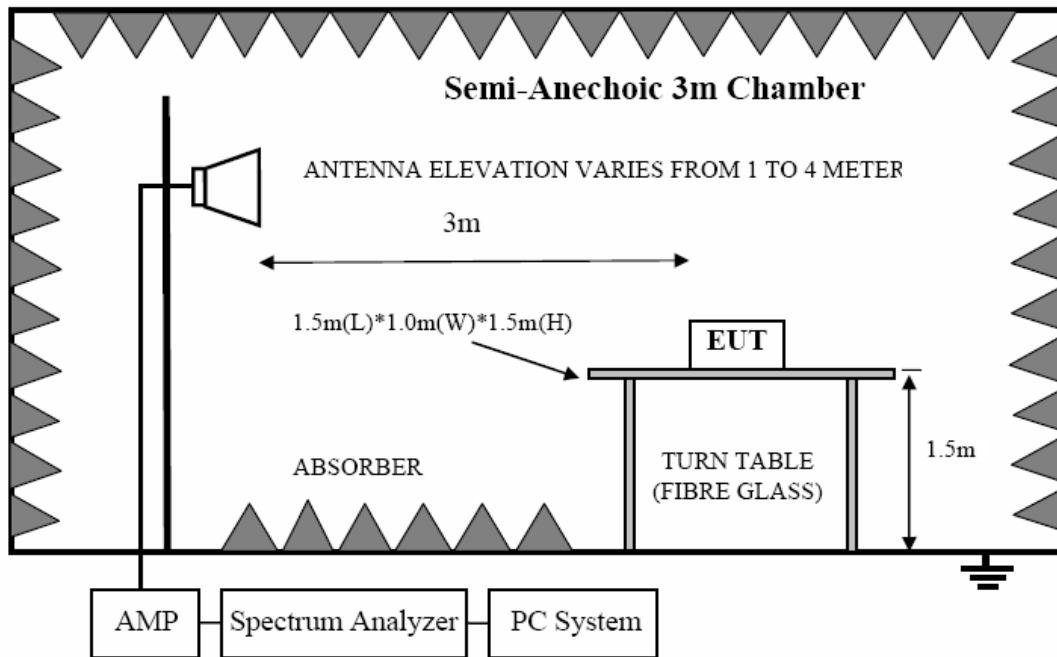 Semi-Anechoic 3m Chamber
ANTENNA ELEVATION VARIES FROM 1 TO 4 METER
3m
1.5m(L)*1.0m(W)*1.5m(H)
EUT
1.5m
ABSORBER
TURN TABLE
(FIBRE GLASS)
AMP
Spectrum Analyzer
PC System